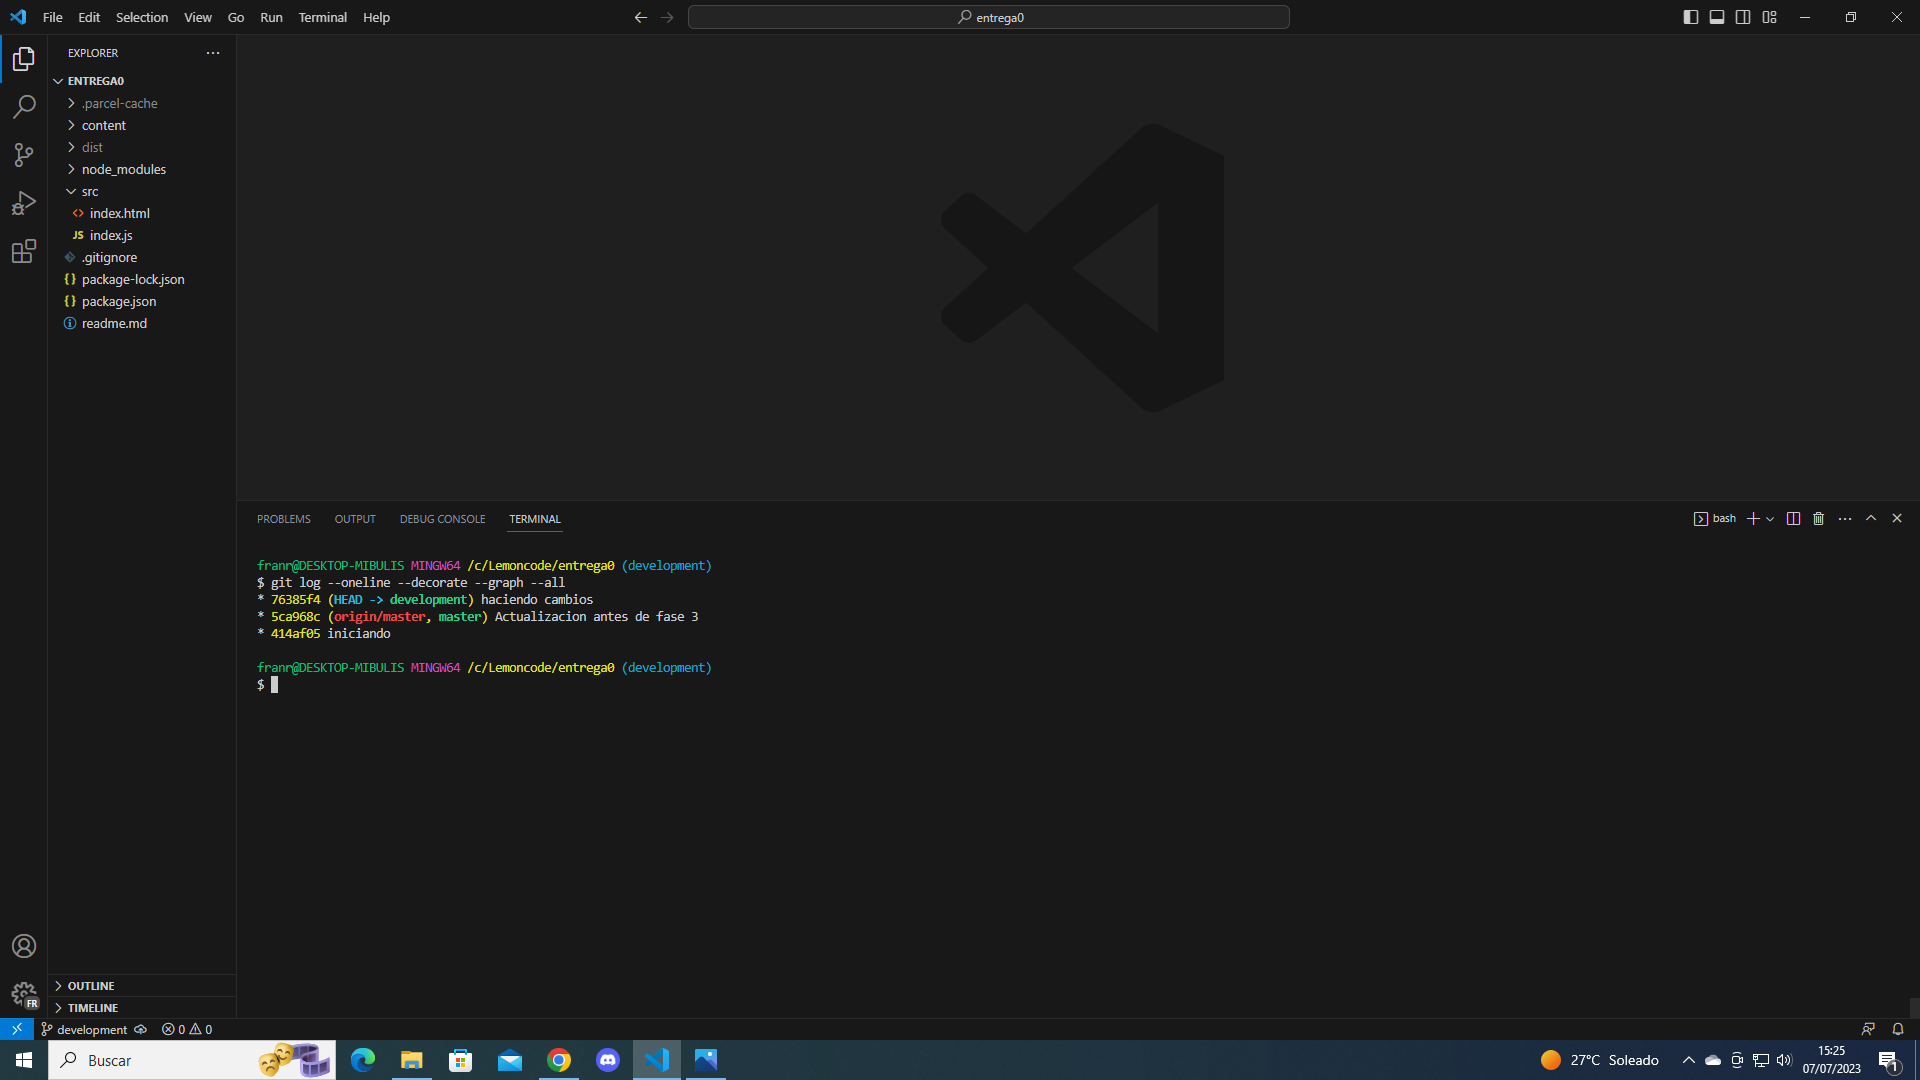 File Edit Selection View Go Run Terminal Help
entrega0
EXPLORER
ENTREGA0
.parcel-cache
content
dist
node_modules
src
<> index.html
JS index.js
.gitignore
{} package-lock.json
{} package.json
readme.md
PROBLEMS OUTPUT DEBUG CONSOLE TERMINAL
bash
franr@DESKTOP-MIBULIS MINGW64 /c/Lemoncode/entrega0 (development)
$ git log --oneline --decorate --graph --all
* 76385f4 (HEAD -> development) haciendo cambios
* 5ca968c (origin/master, master) Actualizacion antes de fase 3
* 414af05 iniciando
franr@DESKTOP-MIBULIS MINGW64 /c/Lemoncode/entrega0 (development)
$
FR
OUTLINE
TIMELINE
development 0 0
Buscar
27°C Soleado
15:25
07/07/2023
1